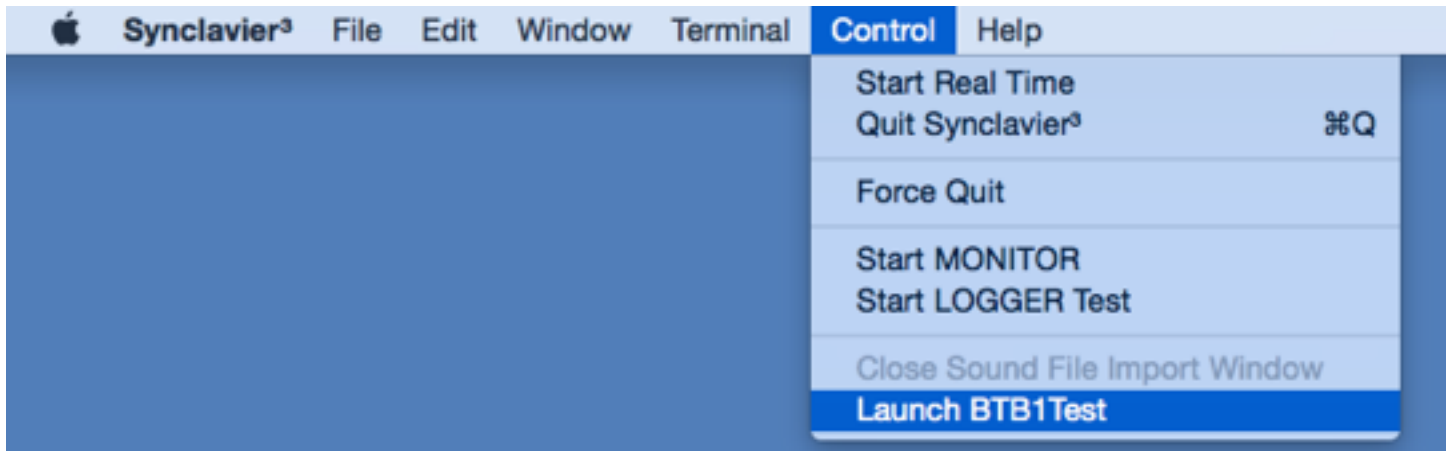 Synclavier³ File Edit Window Terminal Control Help
Start Real Time
Quit Synclavier³ ⌘Q
Force Quit
Start MONITOR
Start LOGGER Test
Close Sound File Import Window
Launch BTB1Test